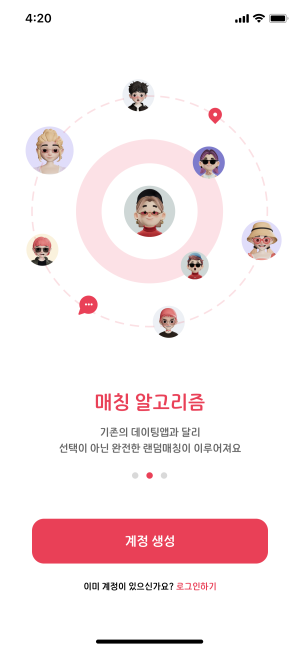 4:20
매칭 알고리즘
기존의 데이팅앱과 달리
선택이 아닌 완전한 랜덤매칭이 이루어져요
계정 생성
이미 계정이 있으신가요? 로그인하기